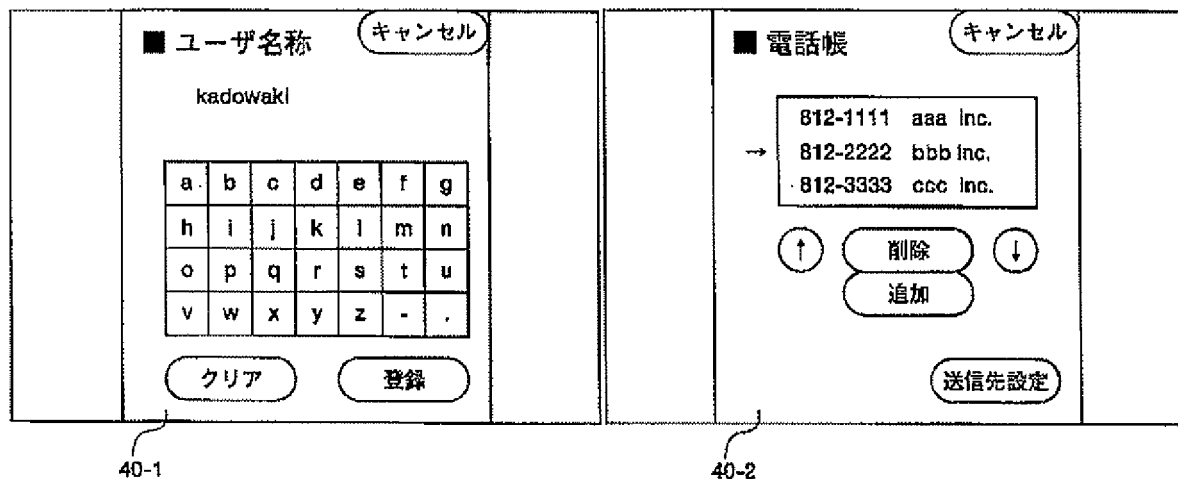 ■ ユーザ名称
キャンセル
kadowaki
a b c d e f g
h i j k l m n
o p q r s t u
v w x y z - .
クリア
登録
40-1
■ 電話帳
キャンセル
812-1111 aaa inc.
→ 812-2222 bbb inc.
812-3333 ccc inc.
↑ 削除 ↓
追加
送信先設定
40-2